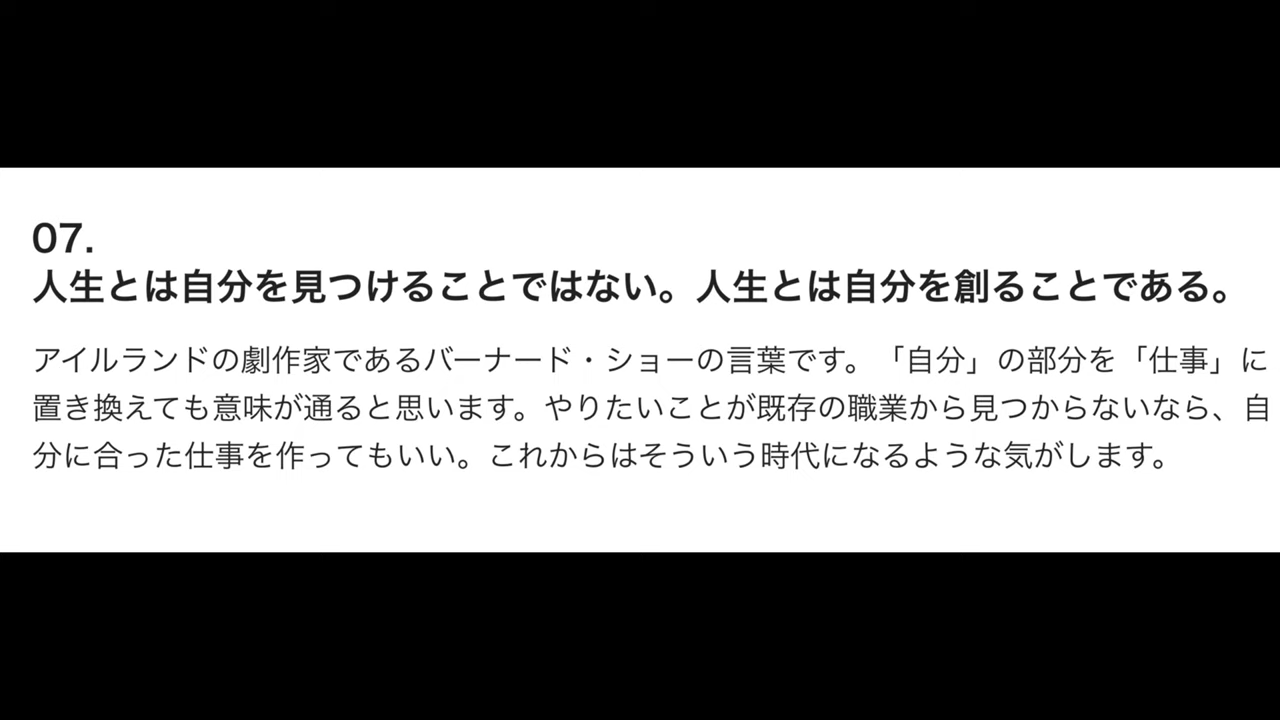 07.
人生とは自分を見つけることではない。人生とは自分を創ることである。
アイルランドの劇作家であるバーナード・ショーの言葉です。「自分」の部分を「仕事」に
置き換えても意味が通ると思います。やりたいことが既存の職業から見つからないなら、自
分に合った仕事を作ってもいい。これからはそういう時代になるような気がします。